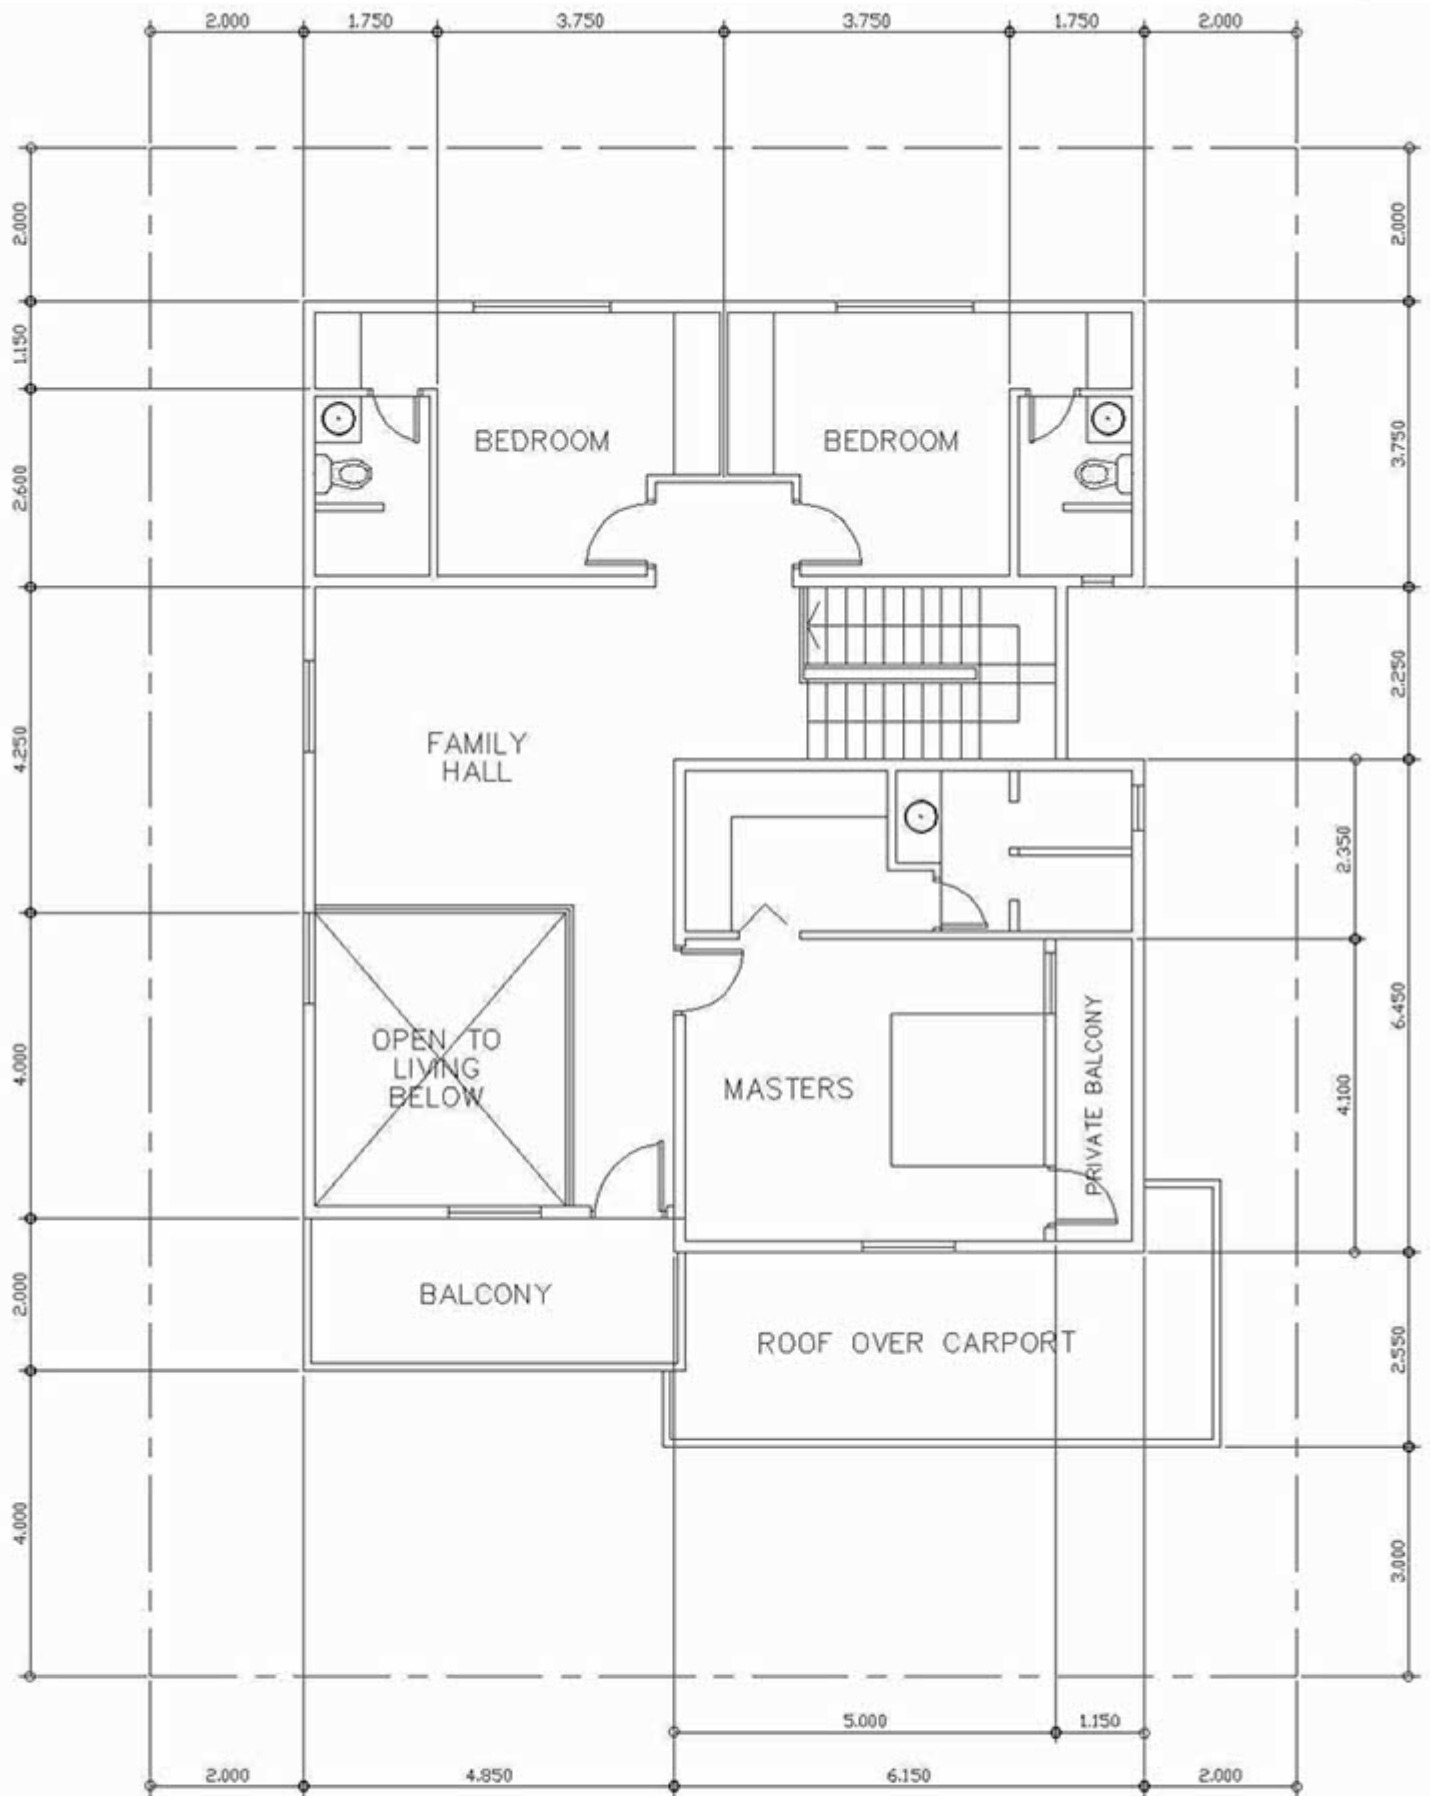 2.000 1.750 3.750 3.750 1.750 2.000
2.000
2.000
1.150
BEDROOM
BEDROOM
3.750
2.600
2.250
FAMILY
HALL
4.250
2.350
6.450
OPEN TO
LIVING
BELOW
4.000
MASTERS
PRIVATE BALCONY
4.100
BALCONY
2.000
ROOF OVER CARPORT
2.550
4.000
3.000
5.000 1.150
2.000 4.850 6.150 2.000